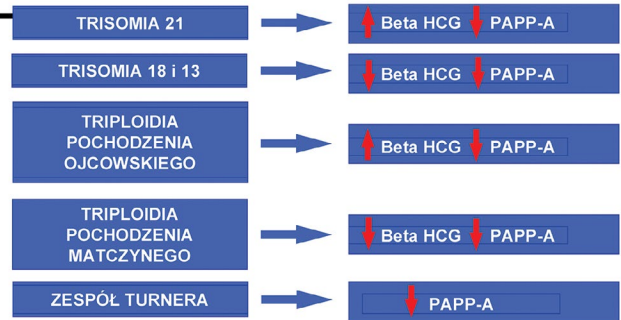 TRISOMIA 21
Beta HCG PAPP-A
TRISOMIA 18 i 13
Beta HCG PAPP-A
TRIPLOIDIA
POCHODZENIA
OJCOWSKIEGO
Beta HCG PAPP-A
TRIPLOIDIA
POCHODZENIA
MATCZYNEGO
Beta HCG PAPP-A
ZESPÓŁ TURNERA
PAPP-A